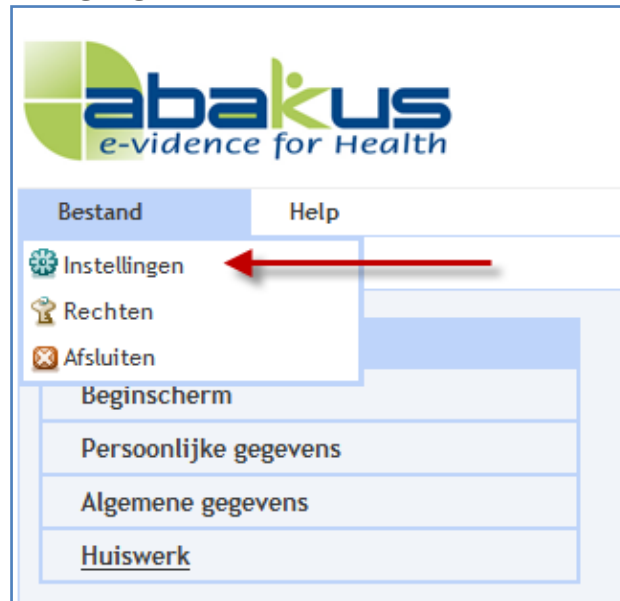 abakus
e-vidence for Health
Bestand Help
Instellingen
Rechten
Afsluiten
Beginscherm
Persoonlijke gegevens
Algemene gegevens
Huiswerk